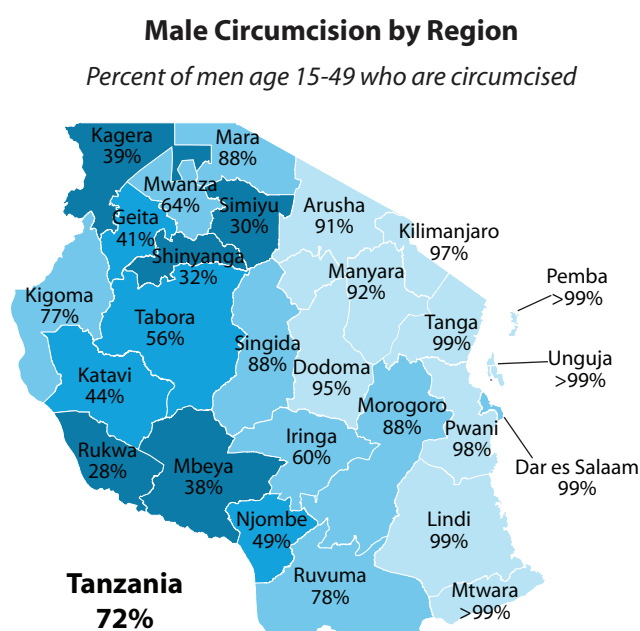 Male Circumcision by Region
Percent of men age 15-49 who are circumcised
Kagera
39%
Mara
88%
Mwanza
64%
Simiyu
30%
Geita
41%
Arusha
91%
Kilimanjaro
97%
Shinyanga
32%
Manyara
92%
Pemba
>99%
Kigoma
77%
Tabora
56%
Tanga
99%
Singida
88%
Unguja
>99%
Dodoma
95%
Katavi
44%
Morogoro
88%
Pwani
98%
Iringa
60%
Rukwa
28%
Mbeya
38%
Dar es Salaam
99%
Njombe
49%
Lindi
99%
Ruvuma
78%
Tanzania
72%
Mtwara
>99%